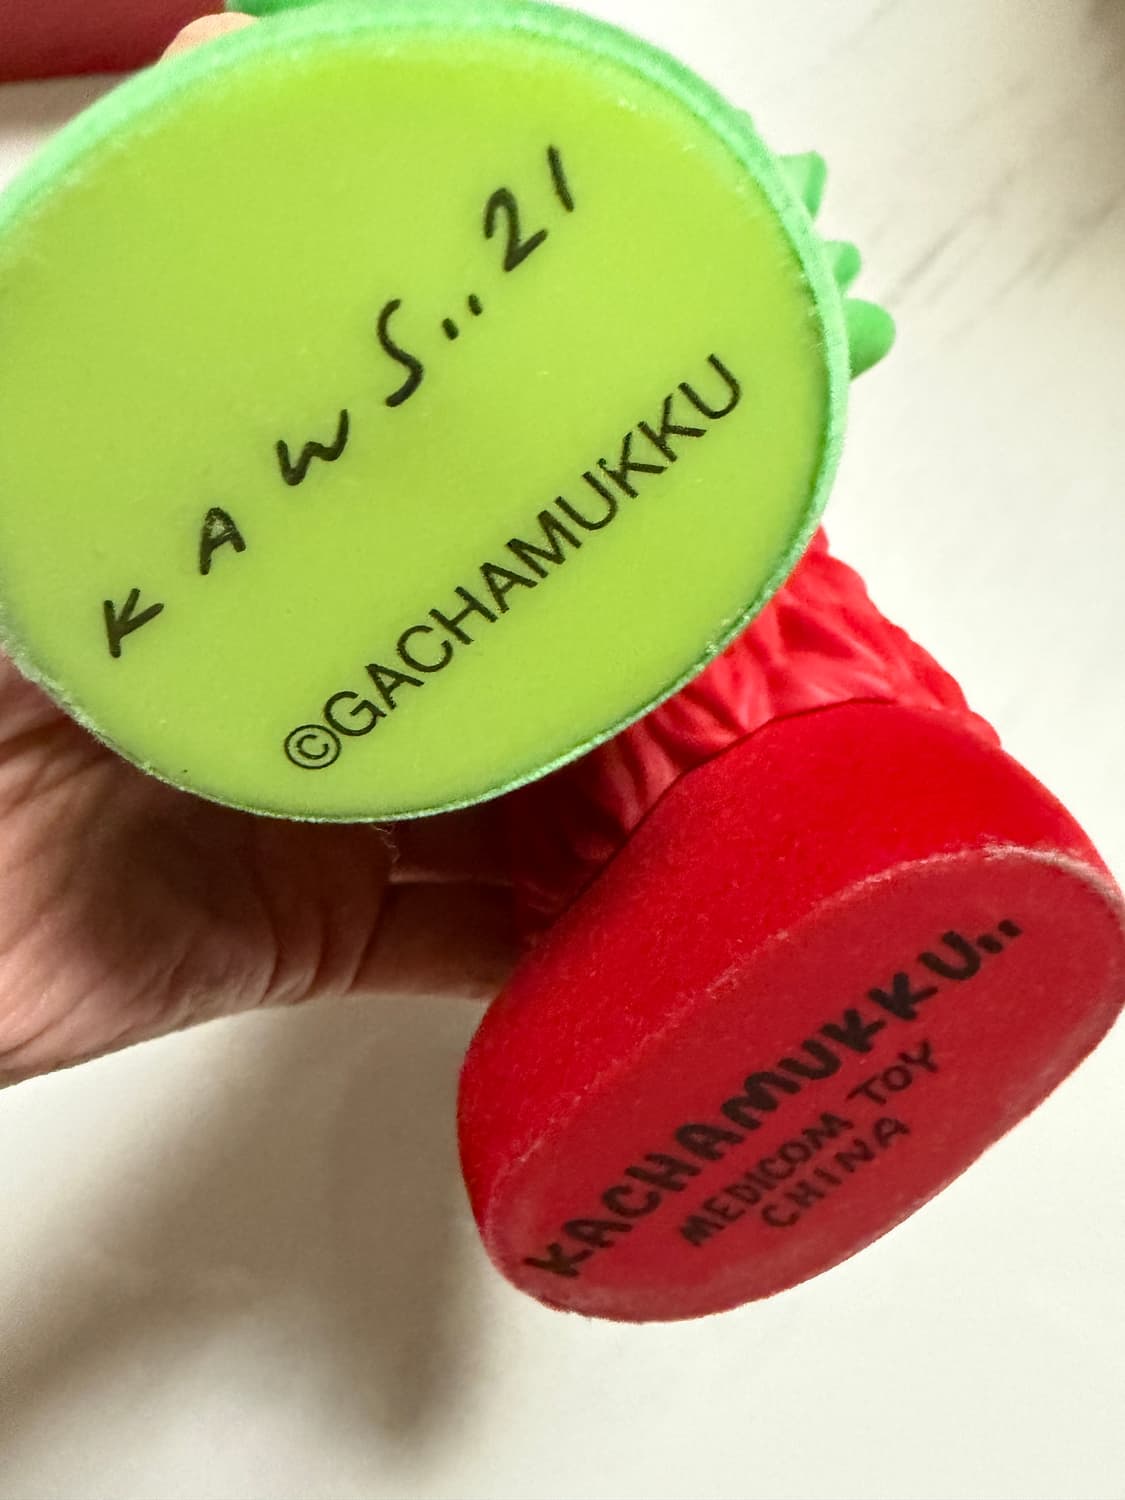 KAWS..21
©GACHAMUKKU
KACHAMUKKU..
MEDICOM TOY
CHINA